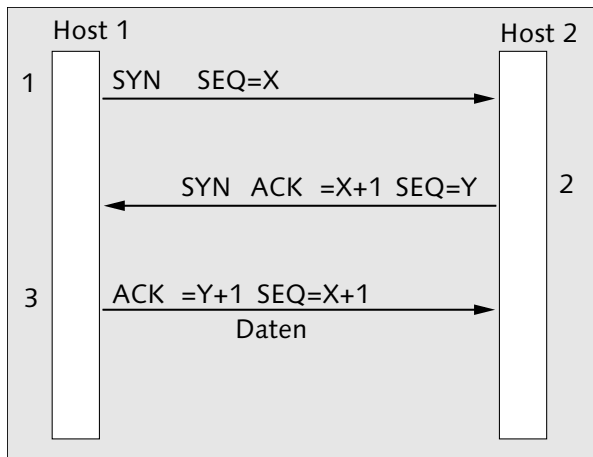 Host 1
Host 2
1
SYN SEQ=X
SYN ACK =X+1 SEQ=Y
2
3
ACK =Y+1 SEQ=X+1
Daten